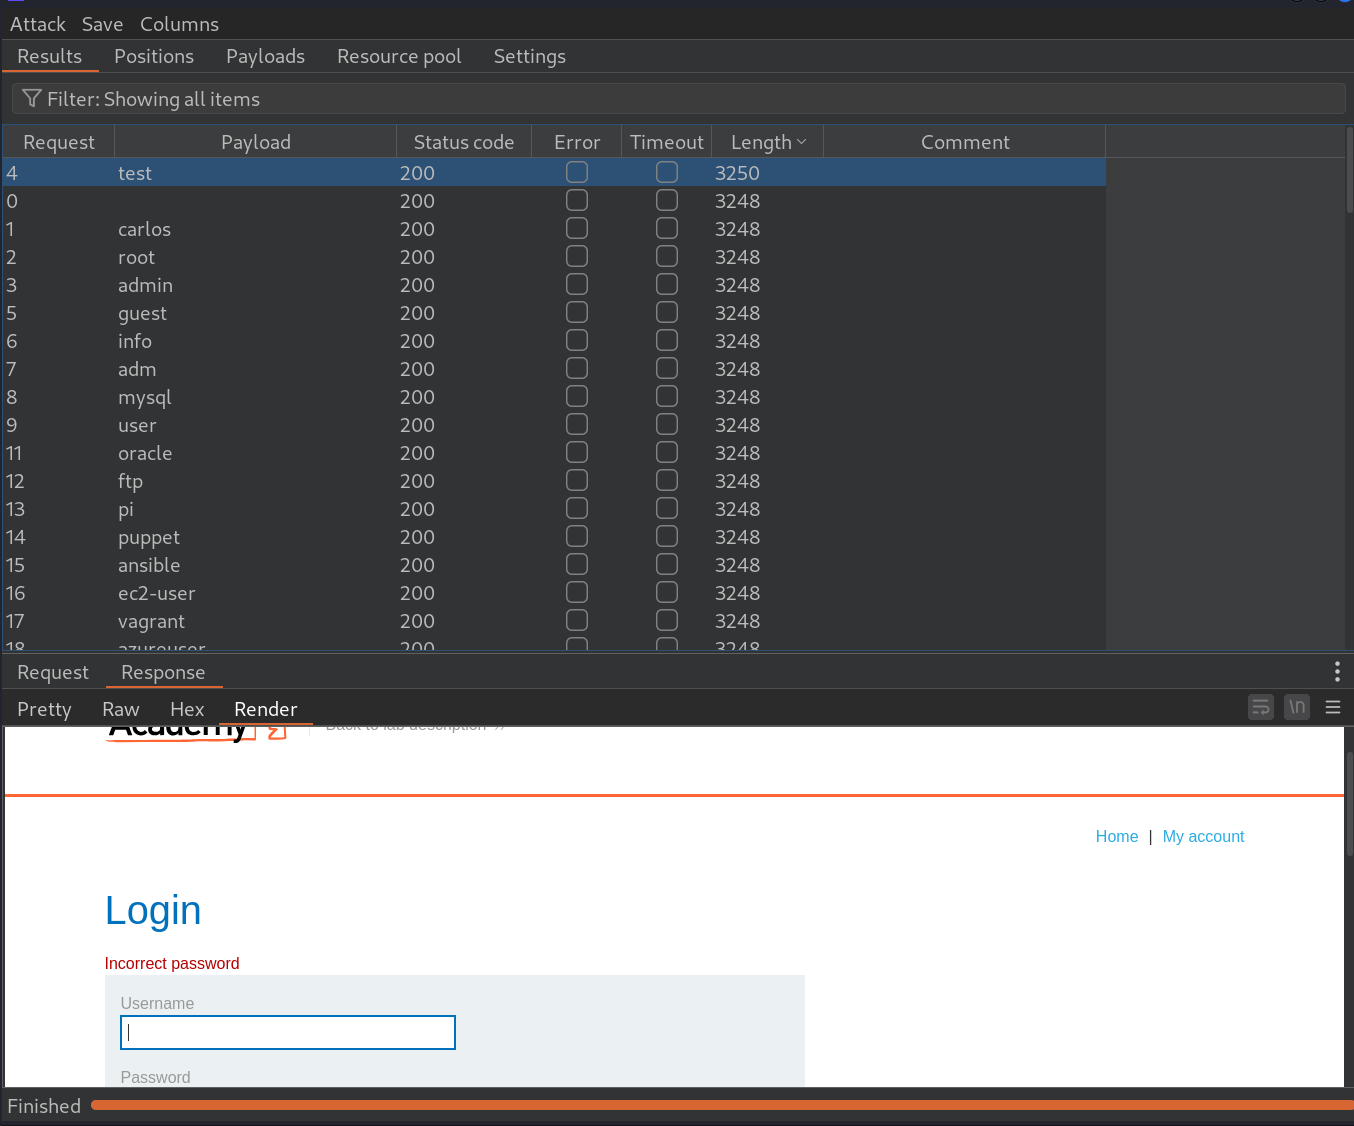 Attack Save Columns
Results Positions Payloads Resource pool Settings
Filter: Showing all items
Request Payload Status code Error Timeout Length Comment
4 test 200 3250
0 200 3248
1 carlos 200 3248
2 root 200 3248
3 admin 200 3248
5 guest 200 3248
6 info 200 3248
7 adm 200 3248
8 mysql 200 3248
9 user 200 3248
11 oracle 200 3248
12 ftp 200 3248
13 pi 200 3248
14 puppet 200 3248
15 ansible 200 3248
16 ec2-user 200 3248
17 vagrant 200 3248
18 azureuser 200 3248
Request Response
Pretty Raw Hex Render \n
Academy Back to lab description
Home | My account
Login
Incorrect password
Username
Password
Finished